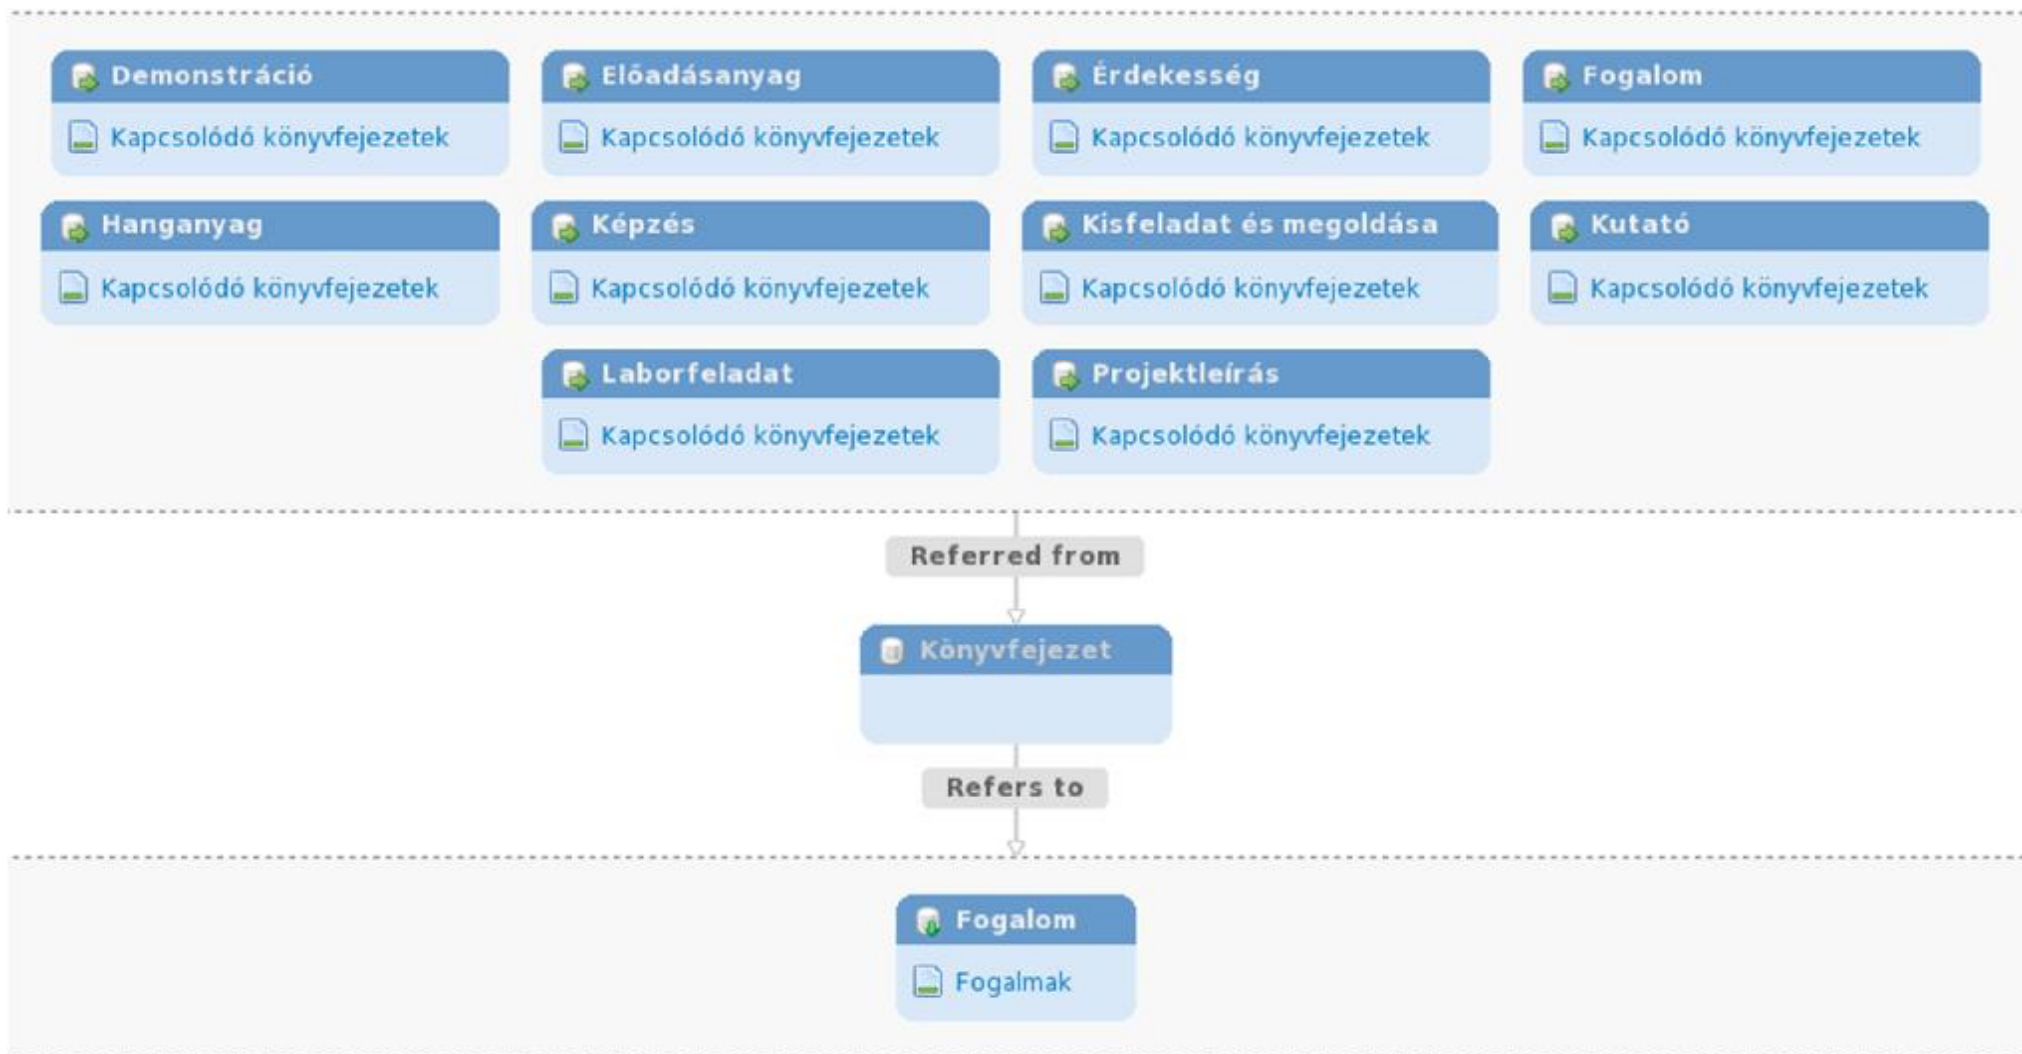 Demonstráció
Kapcsolódó könyvfejezetek
Előadásanyag
Kapcsolódó könyvfejezetek
Érdekesség
Kapcsolódó könyvfejezetek
Fogalom
Kapcsolódó könyvfejezetek
Hanganyag
Kapcsolódó könyvfejezetek
Képzés
Kapcsolódó könyvfejezetek
Kisfeladat és megoldása
Kapcsolódó könyvfejezetek
Kutató
Kapcsolódó könyvfejezetek
Laborfeladat
Kapcsolódó könyvfejezetek
Projektleírás
Kapcsolódó könyvfejezetek
Referred from
Könyvfejezet
Refers to
Fogalom
Fogalmak